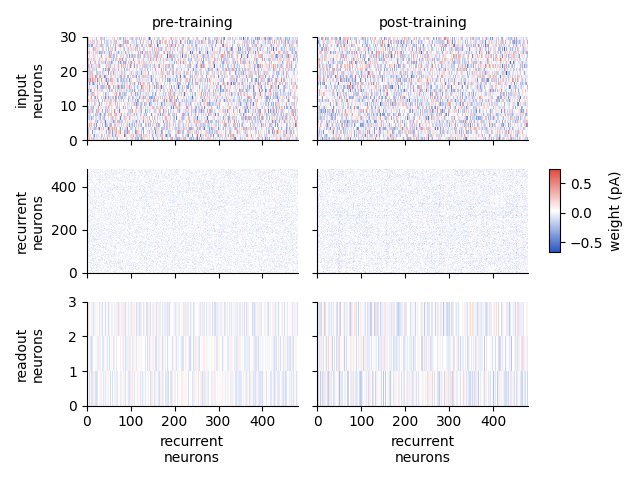 pre-training
post-training
input
neurons
30
20
10
0
recurrent
neurons
400
200
0
0.5
0.0
−0.5
weight (pA)
readout
neurons
3
2
1
0
0 100 200 300 400
0 100 200 300 400
recurrent
neurons
recurrent
neurons